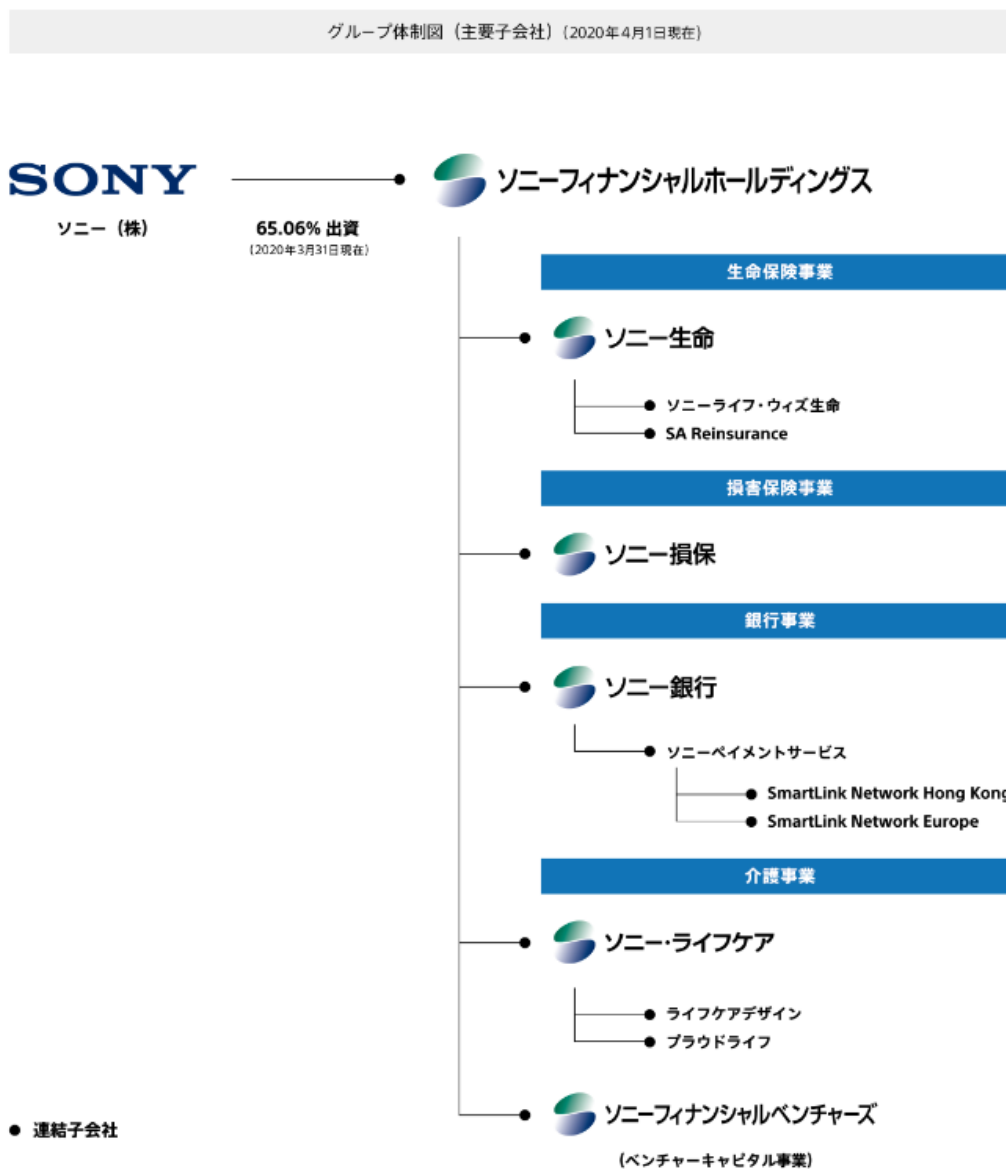 グループ体制図（主要子会社）(2020年4月1日現在)
SONY
ソニー（株）
65.06% 出資
(2020年3月31日現在)
ソニーフィナンシャルホールディングス
生命保険事業
ソニー生命
ソニーライフ・ウィズ生命
SA Reinsurance
損害保険事業
ソニー損保
銀行事業
ソニー銀行
ソニーペイメントサービス
SmartLink Network Hong Kong
SmartLink Network Europe
介護事業
ソニー・ライフケア
ライフケアデザイン
プラウドライフ
ソニーフィナンシャルベンチャーズ
(ベンチャーキャピタル事業)
● 連結子会社